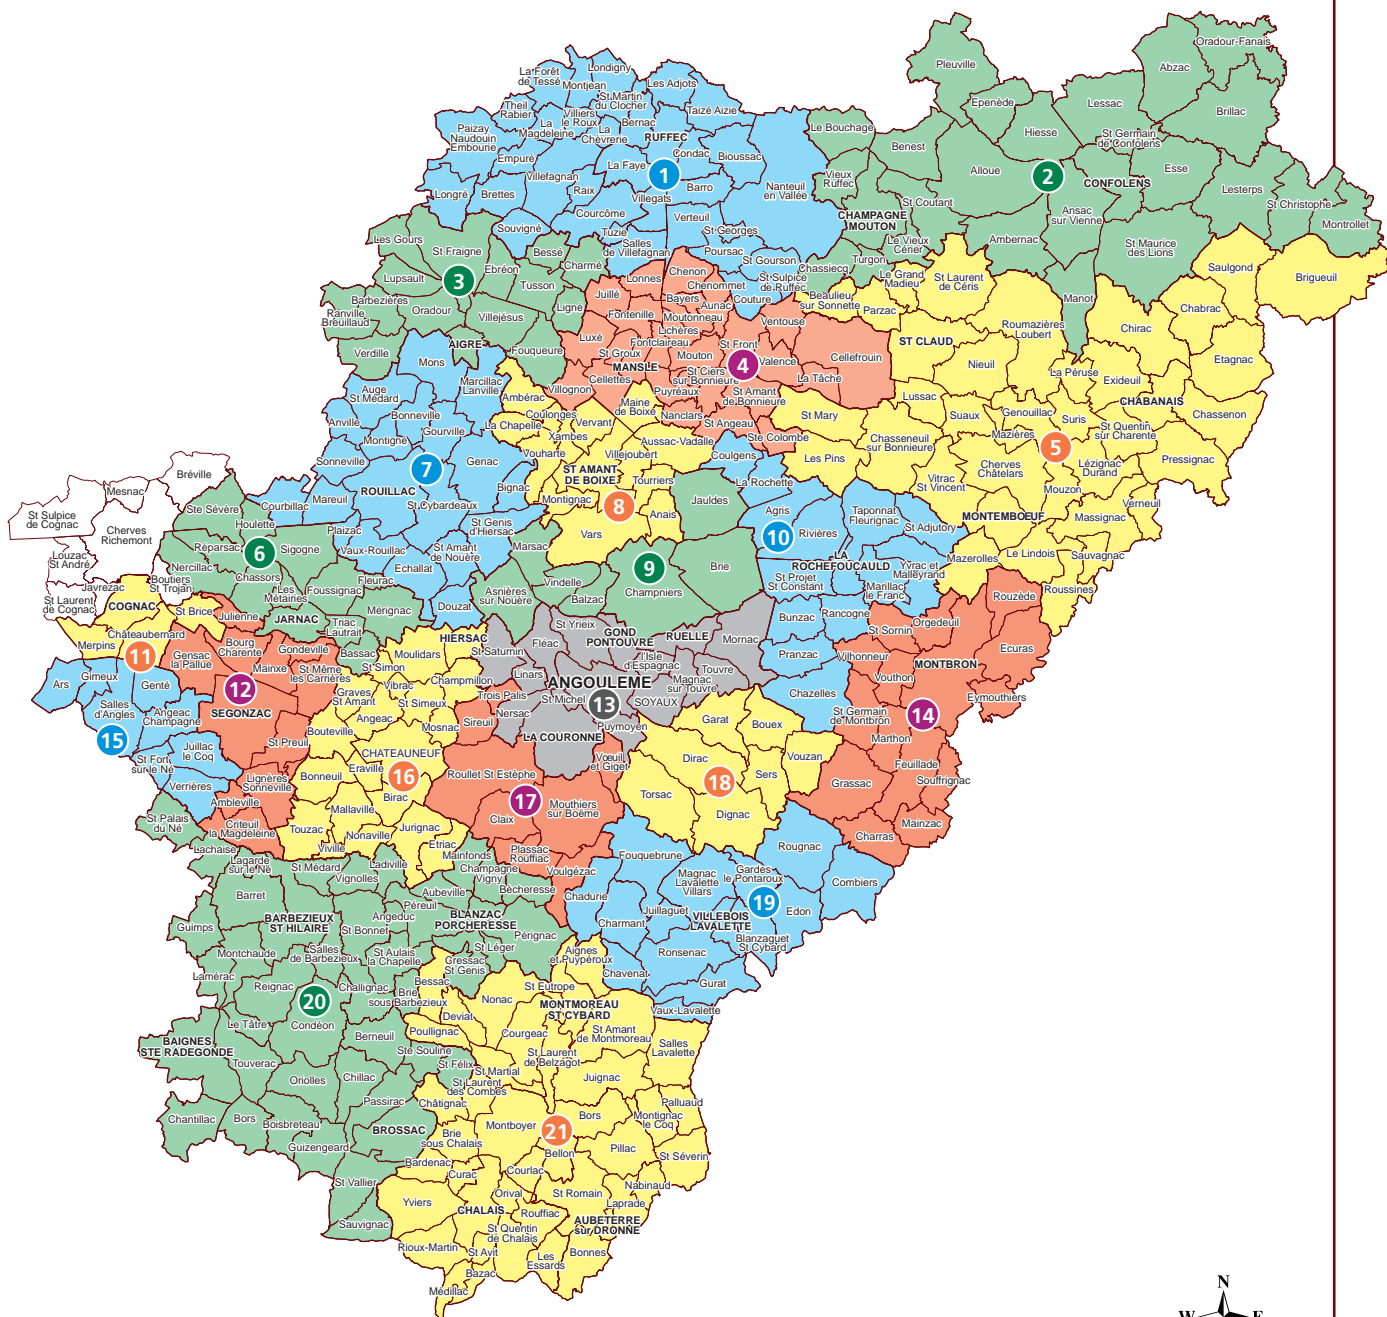 Oradour-Fanais
Abzac
Pleuville
La Forêt
de Tessé
Londigny
Montjean
Les Adjots
Epenède
Lessac
Brillac
St Martin
du Clocher
Theil
Rabier
Villiers
le Roux
Taizé Aizie
Bernac
La
Magdeleine
La
Chèvrerie
RUFFEC
Le Bouchage
Hiesse
St Germain
de Confolens
Paizay
Naudouin
Embourie
Benest
Condac
Bioussac
Empuré
La Faye
1
Alloue
2
CONFOLENS
Esse
Villefagnan
Vieux
Ruffec
Longré
Brettes
Raix
Villegats
Barro
Nanteuil
en Vallée
Lesterps
St Christophe
St Coutant
Courcôme
Verteuil
CHAMPAGNE
MOUTON
Ansac
sur Vienne
Montrollet
Souvigné
Tuzie
St Georges
Les Gours
St Fraigne
Bessé
Salles
de Villefagnan
Poursac
Le Vieux
Cérier
Ambernac
St Maurice
des Lions
Charmé
St Gourson
Turgon
Chassiecq
Ebréon
3
Lupsault
Tusson
Lonnes
Chenon
Chenommet
St Sulpice
de Ruffec
Le Grand
Madieu
St Laurent
de Céris
Saulgond
Brigueuil
Barbezières
Ranville
Breuillaud
Oradour
Villejésus
Ligné
Juillé
Bayers
Aunac
Couture
Beaulieu
sur Sonnette
Parzac
Manot
Chabrac
Fontenille
Moutonneau
Lichères
Ventouse
Roumazières
Loubert
Chirac
Verdille
AIGRE
Fouqueure
Luxé
Fontclaireau
St Groux
St Front
ST CLAUD
Mouton
4
Valence
Cellefrouin
Nieuil
Etagnac
Mons
MANSLE
St Ciers
sur Bonnieure
La Tâche
La Péruse
Exideuil
Marcillac
Lanville
Cellettes
Villognon
Puyréaux
St Amant
de Bonnieure
CHABANAIS
Auge
St Médard
Ambérac
Maine
de Boixe
Lussac
Anville
Bonneville
Coulonges
La Chapelle
Vervant
Nanclars
St Angeau
St Mary
Suaux
Genouillac
Suris
Chassenon
Montigné
Gourville
Xambes
Aussac-Vadalle
Ste Colombe
Chasseneuil
sur Bonnieure
Mazières
5
St Quentin
sur Charente
Sonneville
7
Genac
Vouharte
Villejoubert
Coulgens
Les Pins
Cherves
Châtelars
Lézignac
Durand
Pressignac
Bréville
ST AMANT
DE BOIXE
Tourriers
La Rochette
Vitrac
St Vincent
Mouzon
Mesnac
ROUILLAC
Bignac
Montignac
8
Jauldes
Verneuil
Mareuil
St Cybardeaux
Anais
Agris
Taponnat
Fleurignac
MONTEMBŒUF
Massignac
Ste Sévère
Courbillac
St Sulpice
de Cognac
Houlette
Plaizac
St Genis
d'Hiersac
Vars
10
Rivières
St Adjutory
Cherves
Richemont
Réparsac
6
Sigogne
Vaux-Rouillac
St Amant
de Nouère
Marsac
LA
ROCHEFOUCAULD
Mazerolles
Le Lindois
Sauvagnac
Louzac
St André
Nercillac
Echallat
9
Brie
Yvrac et
Malleyrand
Chassors
Fleurac
Vindelle
St Projet
St Constant
Marillac
le Franc
Roussines
Javrezac
Boutiers
St Trojan
Les
Métairies
Foussignac
Asnières
sur Nouère
Balzac
Champniers
Rouzède
St Laurent
de Cognac
COGNAC
St Brice
Julienne
JARNAC
Mérignac
Douzat
Bunzac
Rancogne
Triac
Lautrait
St Yrieix
St Sornin
Orgedeuil
Châteaubernard
HIERSAC
Fléac
GOND
PONTOUVRE
RUELLE
Mornac
Merpins
Bourg
Charente
Gondeville
Bassac
St Saturnin
Ecuras
11
Gensac
la Pallue
Moulidars
Pranzac
Vilhonneur
MONTBRON
Mainxe
St Même
les Carrières
St Simon
Linars
l'Isle
d'Espagnac
Touvre
Vouthon
Ars
Gimeux
Genté
12
Vibrac
Champmillon
ANGOULEME
Magnac
sur Touvre
Chazelles
Eymouthiers
Graves
St Amant
St Simeux
Trois Palis
St Michel
13
SOYAUX
Salles
d'Angles
Angeac
Champagne
SEGONZAC
Angeac
Nersac
St Germain
de Montbron
14
Sireuil
Mosnac
Puymoyen
Garat
Bouex
15
Bouteville
LA COURONNE
Marthon
Juillac
le Coq
St Preuil
CHATEAUNEUF
Vœuil
et Giget
Dirac
Vouzan
Feuillade
St Fort
sur le Né
Bonneuil
Eraville
16
Roullet St Estèphe
18
Sers
Souffrignac
Verrières
Lignères
Sonneville
Birac
Torsac
Grassac
Ambleville
Mallaville
17
Mouthiers
sur Boëme
Dignac
St Palais
du Né
Criteuil
la Magdeleine
Touzac
Nonaville
Jurignac
Claix
Mainzac
Charras
Viville
Etriac
Plassac
Rouffiac
Rougnac
Lachaise
Lagarde
sur le Né
St Médard
Ladiville
Mainfonds
Fouquebrune
Vignolles
Champagne
Vigny
Voulgézac
Magnac
Lavalette
Villars
Gardes
le Pontaroux
Combiers
Barret
Aubeville
Bécheresse
Chadurie
Péreuil
19
Edon
Guimps
BARBEZIEUX
ST HILAIRE
Angeduc
BLANZAC
PORCHERESSE
Juillaguet
VILLEBOIS
LAVALETTE
St Bonnet
Charmant
Pérignac
Blanzaguet
St Cybard
Montchaude
Salles
de Barbezieux
St Aulais
la Chapelle
St Léger
Aignes
et Puypéroux
Ronsenac
Cressac
St Genis
Lamérac
Chavenat
Reignac
Challignac
Bessac
St Eutrope
Gurat
20
Brie
sous Barbezieux
Nonac
MONTMOREAU
ST CYBARD
Vaux-Lavalette
Deviat
Le Tâtre
Condéon
Poullignac
Courgeac
St Amant
de Montmoreau
BAIGNES
STE RADEGONDE
Berneuil
Salles
Lavalette
Ste Souline
St Laurent
de Belzagot
Touverac
St Félix
St Martial
Oriolles
Chillac
Juignac
St Laurent
des Combes
Passirac
Châtignac
Palluaud
Chantillac
Bors
Boisbreteau
Montboyer
Bors
Montignac
le Coq
BROSSAC
21
Brie
sous Chalais
Guizengeard
Bellon
Pillac
St Séverin
Bardenac
Courlac
St Vallier
Curac
Nabinaud
Orival
St Romain
Yviers
Laprade
CHALAIS
Rouffiac
Sauvignac
AUBETERRE
sur DRONNE
St Quentin
de Chalais
Rioux-Martin
St Avit
Bonnes
Les
Essards
Bazac
Médillac
N
W E